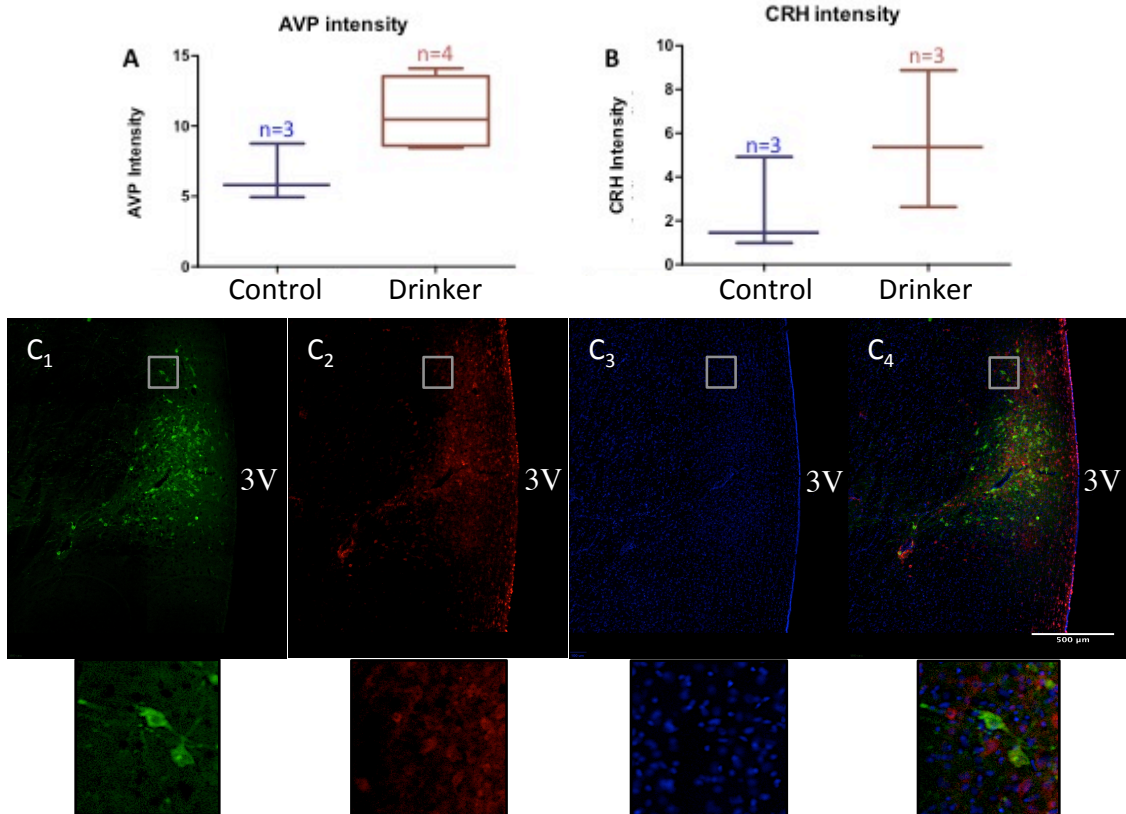 AVP intensity
A
AVP Intensity
15
10
5
0
n=3
n=4
Control
Drinker
CRH intensity
B
CRH Intensity
10
8
6
4
2
0
n=3
n=3
Control
Drinker
C1
3V
C2
3V
C3
3V
C4
3V
500 µm